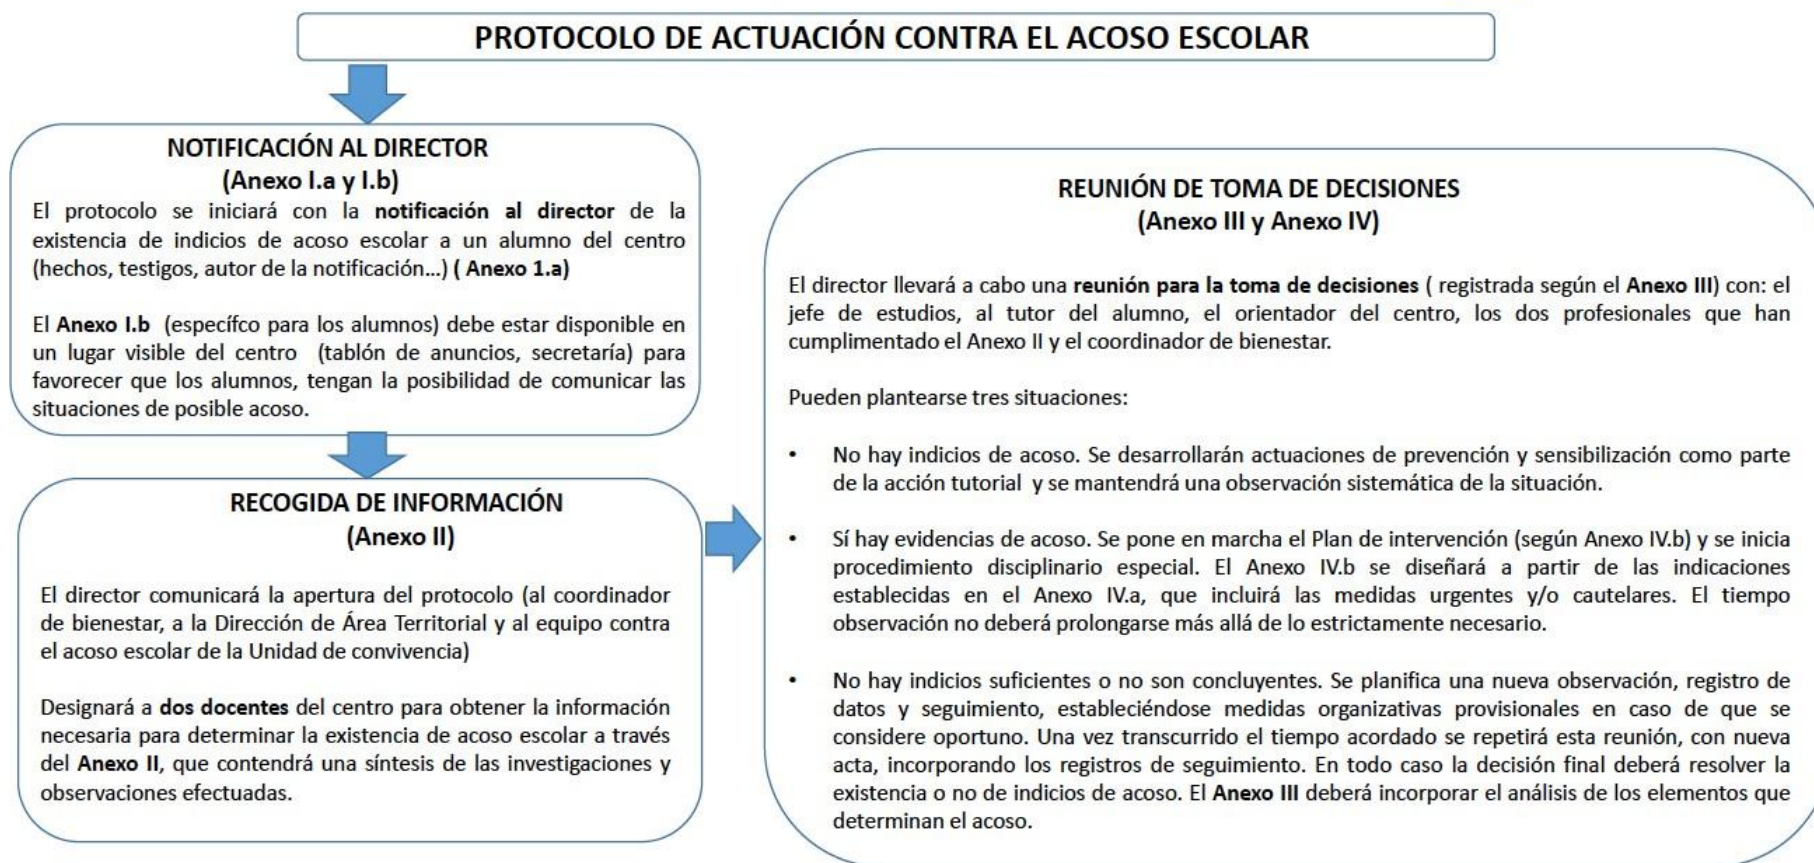 PROTOCOLO DE ACTUACIÓN CONTRA EL ACOSO ESCOLAR
NOTIFICACIÓN AL DIRECTOR
(Anexo I.a y I.b)
El protocolo se iniciará con la notificación al director de la
existencia de indicios de acoso escolar a un alumno del centro
(hechos, testigos, autor de la notificación…) ( Anexo 1.a)
El Anexo I.b (específco para los alumnos) debe estar disponible en
un lugar visible del centro (tablón de anuncios, secretaría) para
favorecer que los alumnos, tengan la posibilidad de comunicar las
situaciones de posible acoso.
RECOGIDA DE INFORMACIÓN
(Anexo II)
El director comunicará la apertura del protocolo (al coordinador
de bienestar, a la Dirección de Área Territorial y al equipo contra
el acoso escolar de la Unidad de convivencia)
Designará a dos docentes del centro para obtener la información
necesaria para determinar la existencia de acoso escolar a través
del Anexo II, que contendrá una síntesis de las investigaciones y
observaciones efectuadas.
REUNIÓN DE TOMA DE DECISIONES
(Anexo III y Anexo IV)
El director llevará a cabo una reunión para la toma de decisiones ( registrada según el Anexo III) con: el
jefe de estudios, al tutor del alumno, el orientador del centro, los dos profesionales que han
cumplimentado el Anexo II y el coordinador de bienestar.
Pueden plantearse tres situaciones:
• No hay indicios de acoso. Se desarrollarán actuaciones de prevención y sensibilización como parte
de la acción tutorial y se mantendrá una observación sistemática de la situación.
• Sí hay evidencias de acoso. Se pone en marcha el Plan de intervención (según Anexo IV.b) y se inicia
procedimiento disciplinario especial. El Anexo IV.b se diseñará a partir de las indicaciones
establecidas en el Anexo IV.a, que incluirá las medidas urgentes y/o cautelares. El tiempo
observación no deberá prolongarse más allá de lo estrictamente necesario.
• No hay indicios suficientes o no son concluyentes. Se planifica una nueva observación, registro de
datos y seguimiento, estableciéndose medidas organizativas provisionales en caso de que se
considere oportuno. Una vez transcurrido el tiempo acordado se repetirá esta reunión, con nueva
acta, incorporando los registros de seguimiento. En todo caso la decisión final deberá resolver la
existencia o no de indicios de acoso. El Anexo III deberá incorporar el análisis de los elementos que
determinan el acoso.